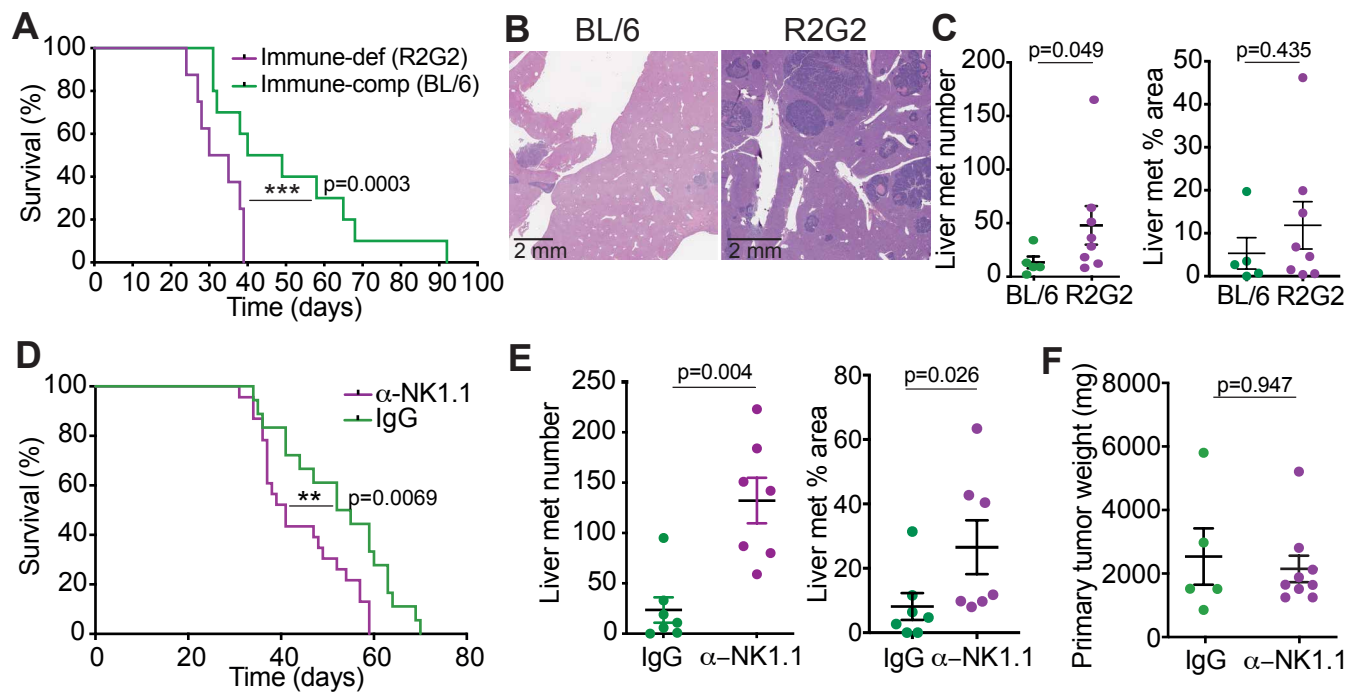 A
Survival (%)
100
80
60
40
20
0
Immune-def (R2G2)
Immune-comp (BL/6)
***
p=0.0003
0 10 20 30 40 50 60 70 80 90 100
Time (days)
B
BL/6
R2G2
2 mm
2 mm
C
Liver met number
200
150
100
50
0
p=0.049
BL/6 R2G2
Liver met % area
50
40
30
20
10
0
p=0.435
BL/6 R2G2
D
Survival (%)
100
80
60
40
20
0
α-NK1.1
IgG
**
p=0.0069
0 20 40 60 80
Time (days)
E
Liver met number
250
200
150
100
50
0
p=0.004
IgG α-NK1.1
Liver met % area
80
60
40
20
0
p=0.026
IgG α-NK1.1
F
Primary tumor weight (mg)
8000
6000
4000
2000
0
p=0.947
IgG α-NK1.1